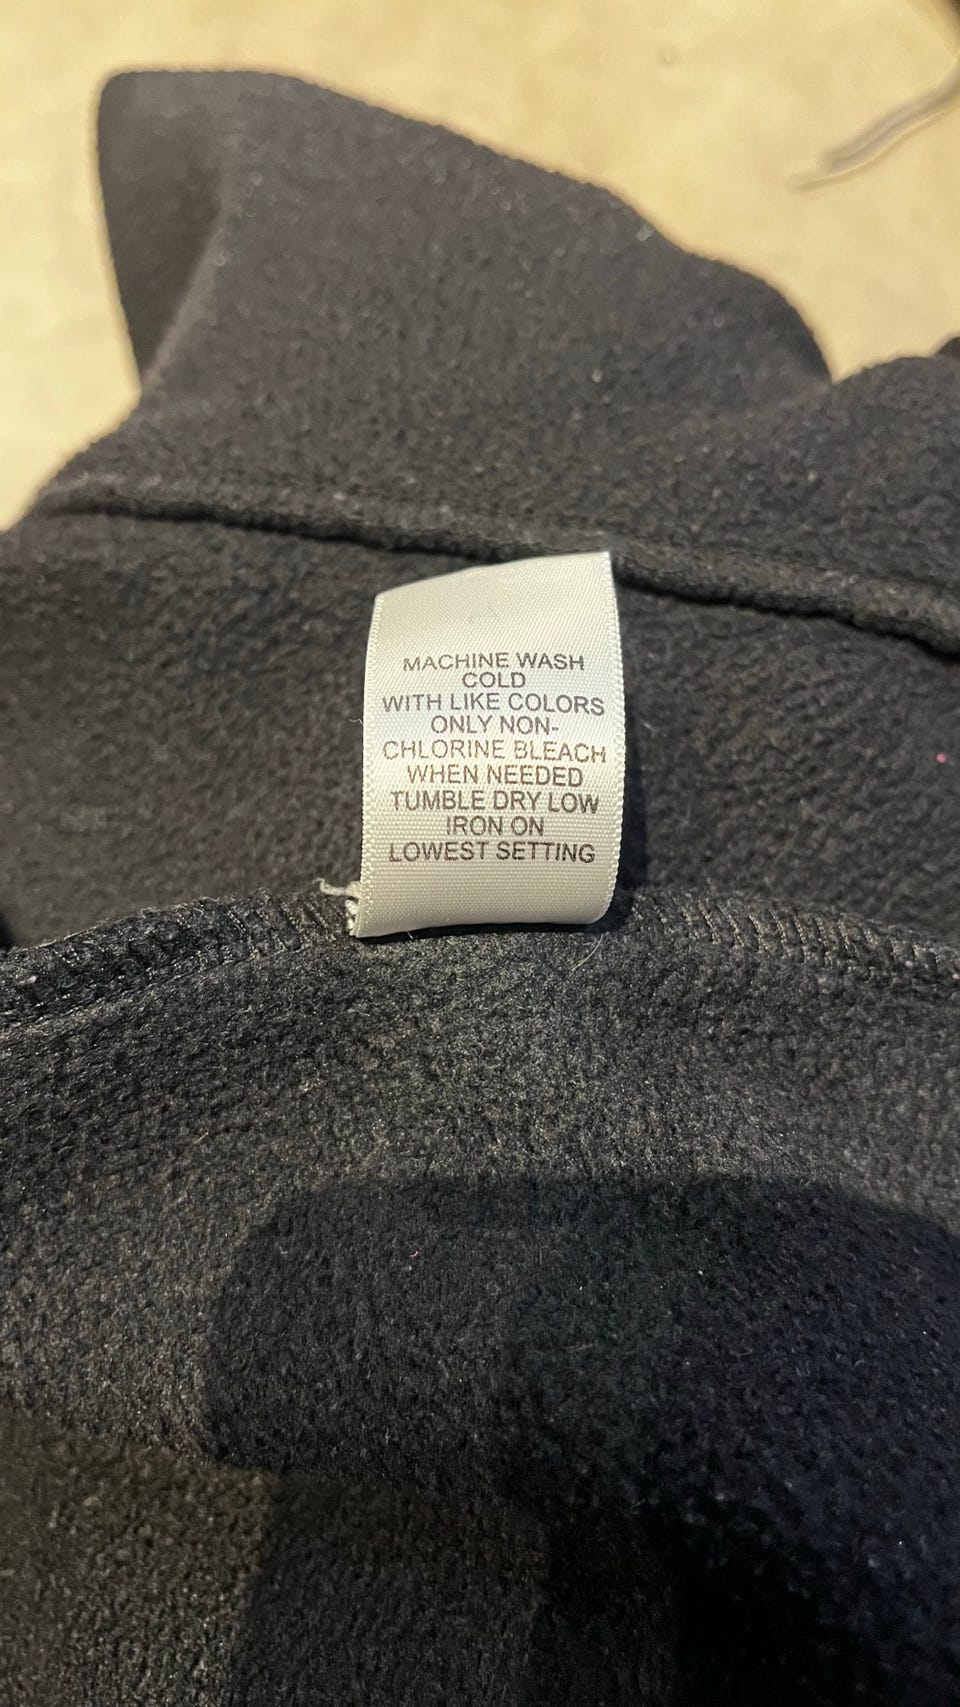 MACHINE WASH
COLD
WITH LIKE COLORS
ONLY NON-
CHLORINE BLEACH
WHEN NEEDED
TUMBLE DRY LOW
IRON ON
LOWEST SETTING